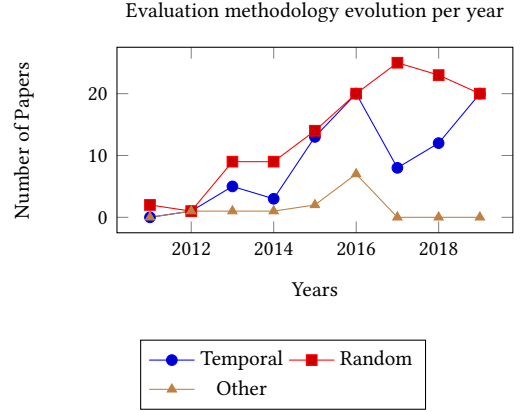 Evaluation methodology evolution per year
Number of Papers
20
10
0
2012 2014 2016 2018
Years
Temporal Random
Other